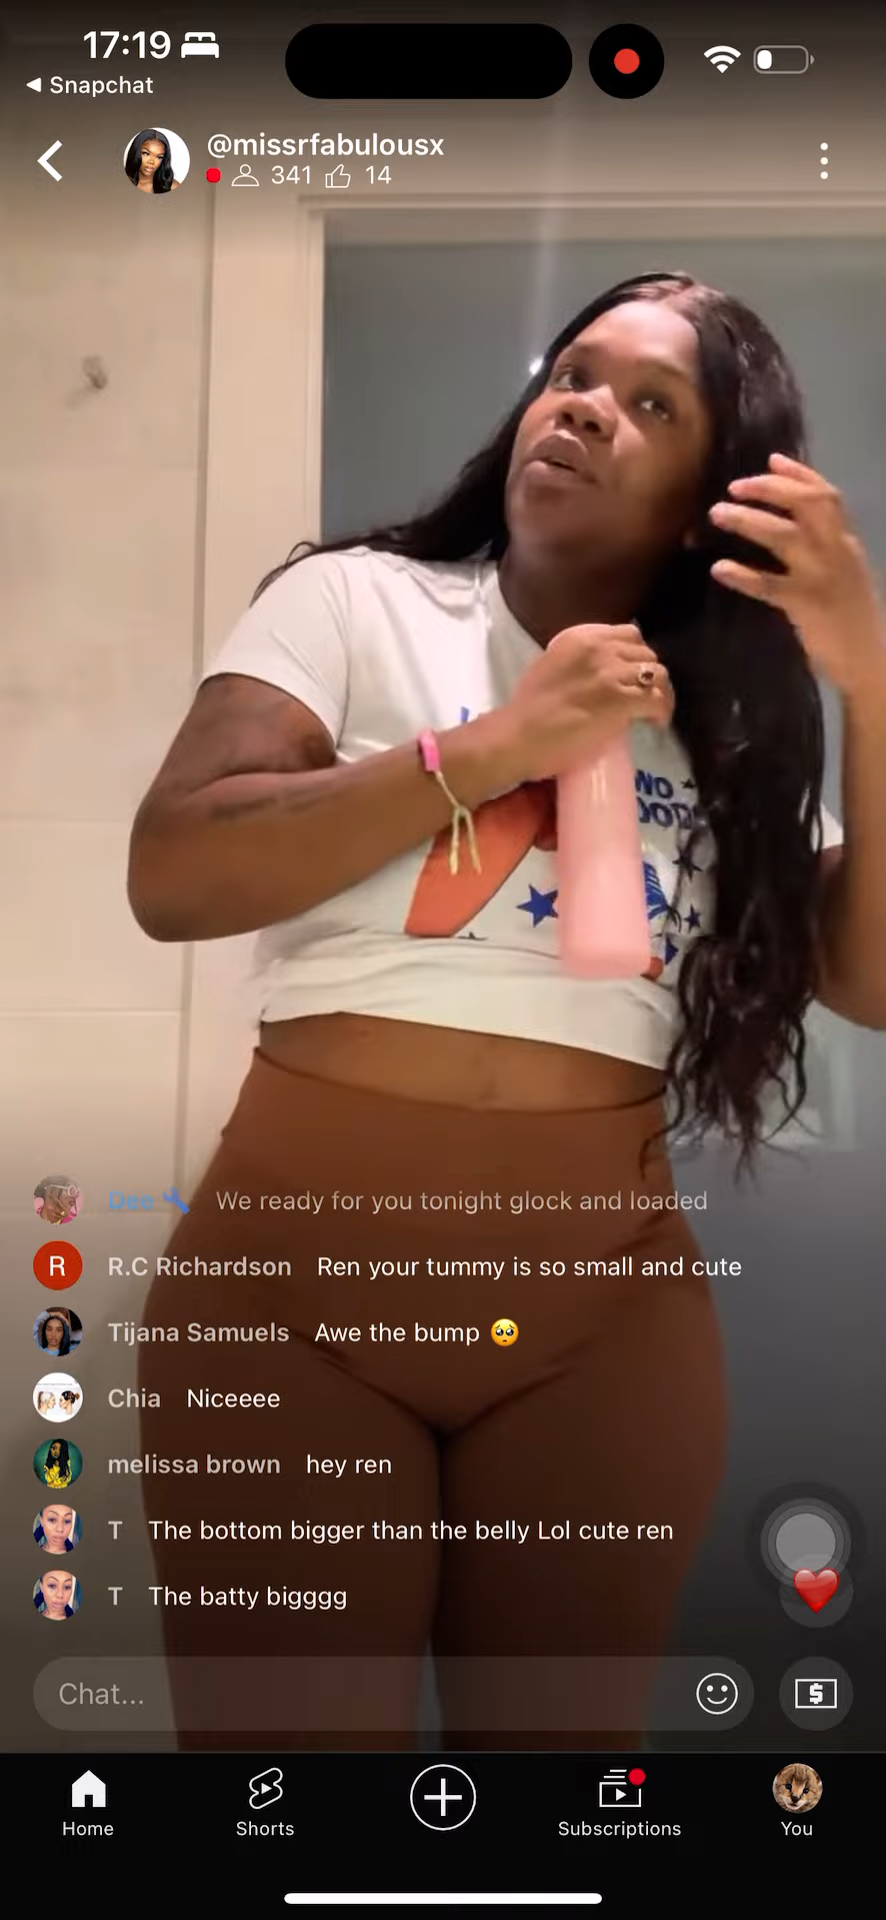 17:19
◀ Snapchat
@missrfabulousx
341 14
WO
Dee We ready for you tonight glock and loaded
R R.C Richardson Ren your tummy is so small and cute
Tijana Samuels Awe the bump 🥺
Chia Niceeee
melissa brown hey ren
T The bottom bigger than the belly Lol cute ren
T The batty bigggg
Chat...
Home Shorts Subscriptions You